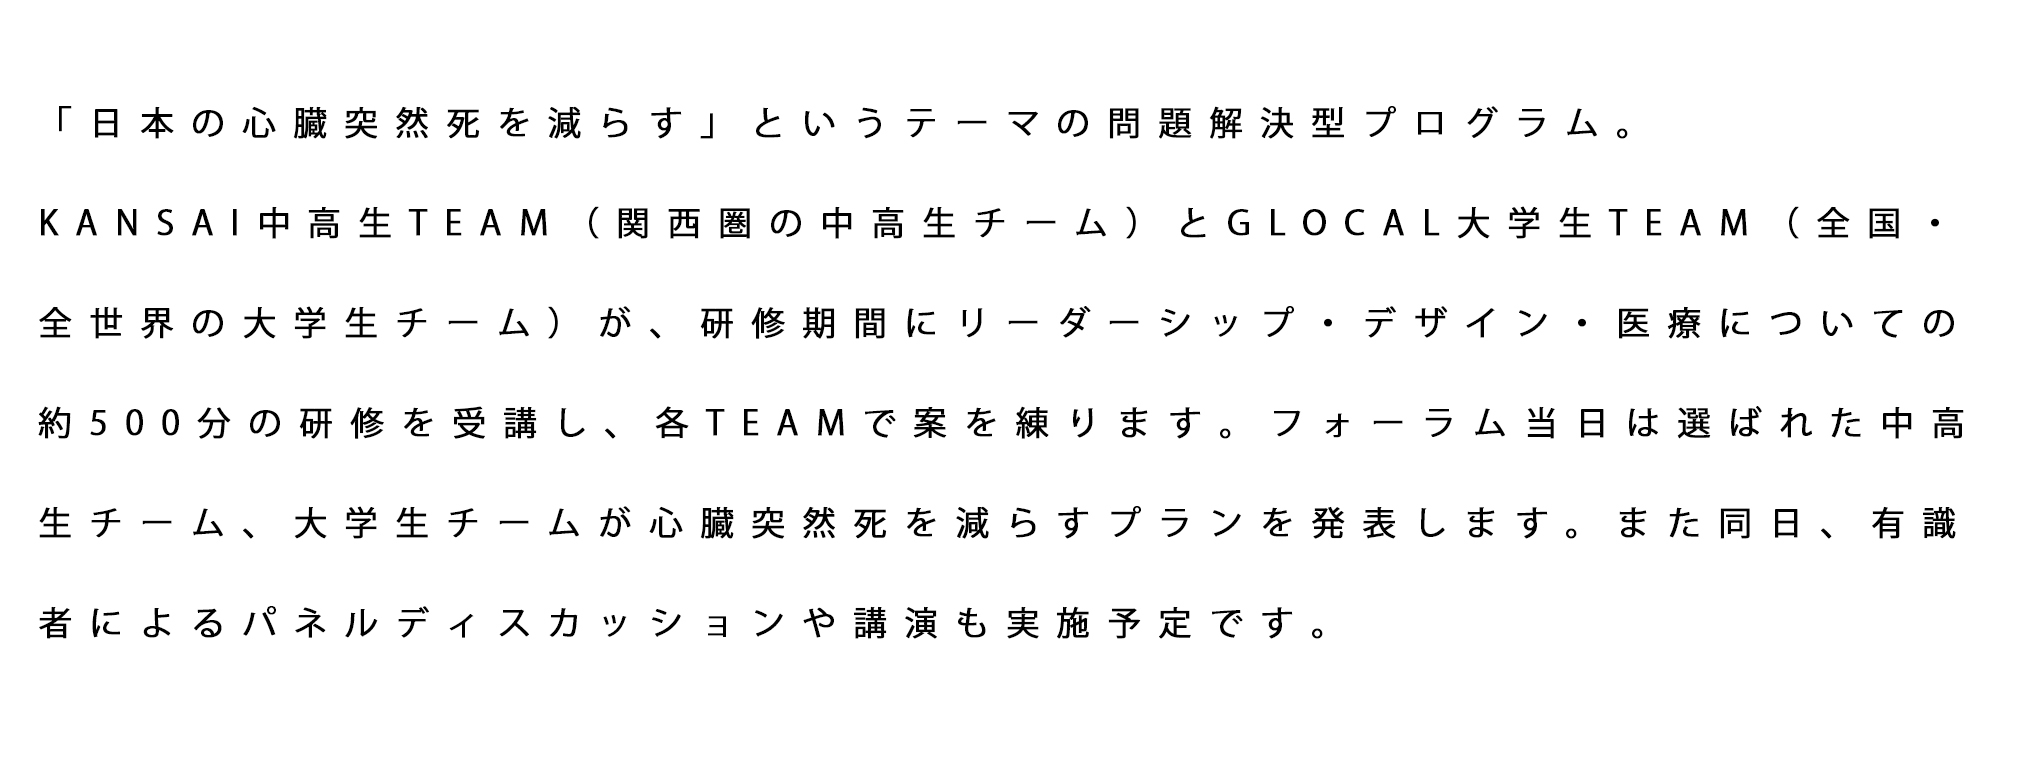 「日本の心臓突然死を減らす」というテーマの問題解決型プログラム。
KANSAI中高生TEAM（関西圏の中高生チーム）とGLOCAL大学生TEAM（全国・
全世界の大学生チーム）が、研修期間にリーダーシップ・デザイン・医療についての
約500分の研修を受講し、各TEAMで案を練ります。フォーラム当日は選ばれた中高
生チーム、大学生チームが心臓突然死を減らすプランを発表します。また同日、有識
者によるパネルディスカッションや講演も実施予定です。